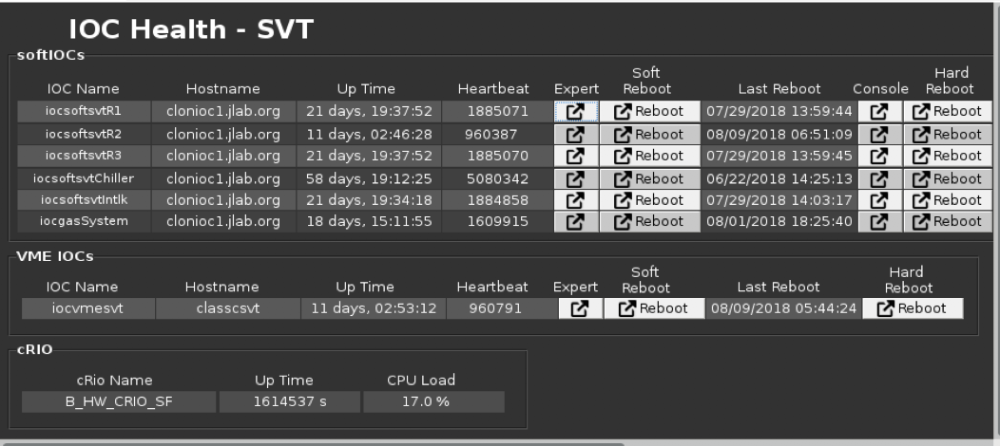 IOC Health - SVT
softIOCs
IOC Name Hostname Up Time Heartbeat Expert Soft Reboot Last Reboot Console Hard Reboot
iocsoftsvtR1 clonioc1.jlab.org 21 days, 19:37:52 1885071 Reboot 07/29/2018 13:59:44 Reboot
iocsoftsvtR2 clonioc1.jlab.org 11 days, 02:46:28 960387 Reboot 08/09/2018 06:51:09 Reboot
iocsoftsvtR3 clonioc1.jlab.org 21 days, 19:37:52 1885070 Reboot 07/29/2018 13:59:45 Reboot
iocsoftsvtChiller clonioc1.jlab.org 58 days, 19:12:25 5080342 Reboot 06/22/2018 14:25:13 Reboot
iocsoftsvtIntlk clonioc1.jlab.org 21 days, 19:34:18 1884858 Reboot 07/29/2018 14:03:17 Reboot
iocgasSystem clonioc1.jlab.org 18 days, 15:11:55 1609915 Reboot 08/01/2018 18:25:40 Reboot
VME IOCs
IOC Name Hostname Up Time Heartbeat Expert Soft Reboot Last Reboot Hard Reboot
iocvmesvt classcsvt 11 days, 02:53:12 960791 Reboot 08/09/2018 05:44:24 Reboot
cRIO
cRio Name Up Time CPU Load
B_HW_CRIO_SF 1614537 s 17.0 %